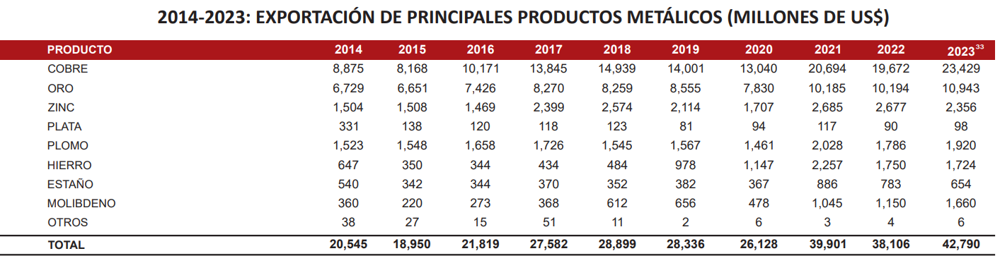 2014-2023: EXPORTACIÓN DE PRINCIPALES PRODUCTOS METÁLICOS (MILLONES DE US$)
PRODUCTO 2014 2015 2016 2017 2018 2019 2020 2021 2022 2023³³
COBRE 8,875 8,168 10,171 13,845 14,939 14,001 13,040 20,694 19,672 23,429
ORO 6,729 6,651 7,426 8,270 8,259 8,555 7,830 10,185 10,194 10,943
ZINC 1,504 1,508 1,469 2,399 2,574 2,114 1,707 2,685 2,677 2,356
PLATA 331 138 120 118 123 81 94 117 90 98
PLOMO 1,523 1,548 1,658 1,726 1,545 1,567 1,461 2,028 1,786 1,920
HIERRO 647 350 344 434 484 978 1,147 2,257 1,750 1,724
ESTAÑO 540 342 344 370 352 382 367 886 783 654
MOLIBDENO 360 220 273 368 612 656 478 1,045 1,150 1,660
OTROS 38 27 15 51 11 2 6 3 4 6
TOTAL 20,545 18,950 21,819 27,582 28,899 28,336 26,128 39,901 38,106 42,790